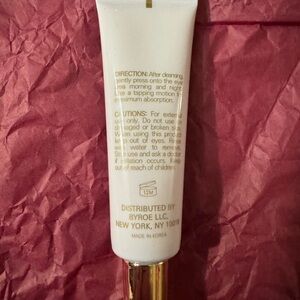 DIRECTION: After cleansing,
gently press onto the eye
area morning and night.
Use a tapping motion for
maximum absorption.
CAUTIONS: For external
use only. Do not use on
damaged or broken skin.
When using this product
keep out of eyes. Rinse
with water to remove.
Stop use and ask a doctor
if irritation occurs. Keep
out of reach of children.
DISTRIBUTED BY
BYROE LLC.
NEW YORK, NY
MADE IN KOREA